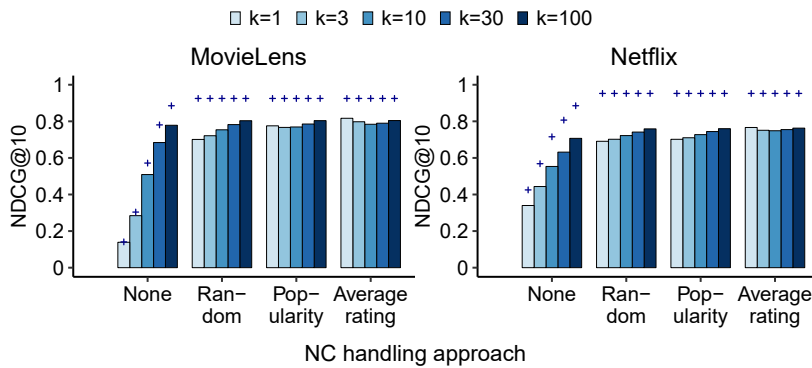 k=1 k=3 k=10 k=30 k=100
MovieLens
NDCG@10
1
0.8
0.6
0.4
0.2
0
None
Ran-
dom
Pop-
ularity
Average
rating
Netflix
NDCG@10
1
0.8
0.6
0.4
0.2
0
None
Ran-
dom
Pop-
ularity
Average
rating
NC handling approach